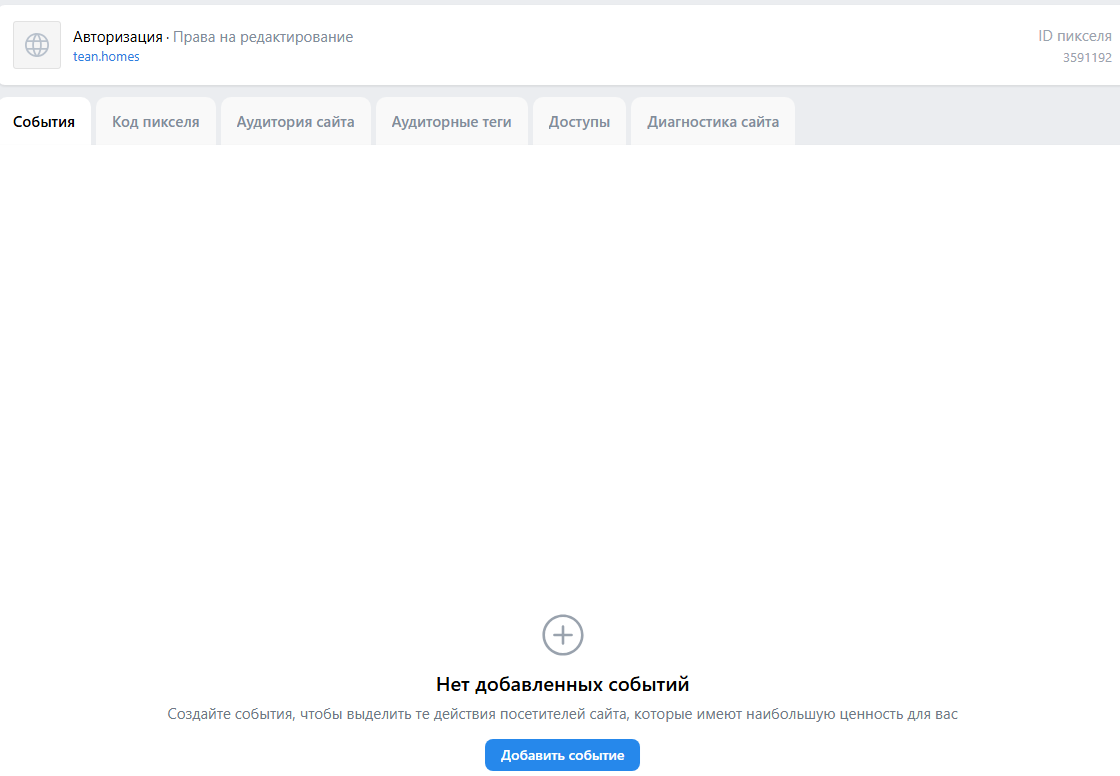 Авторизация · Права на редактирование
tean.homes
ID пикселя
3591192
События
Код пикселя
Аудитория сайта
Аудиторные теги
Доступы
Диагностика сайта
Нет добавленных событий
Создайте события, чтобы выделить те действия посетителей сайта, которые имеют наибольшую ценность для вас
Добавить событие